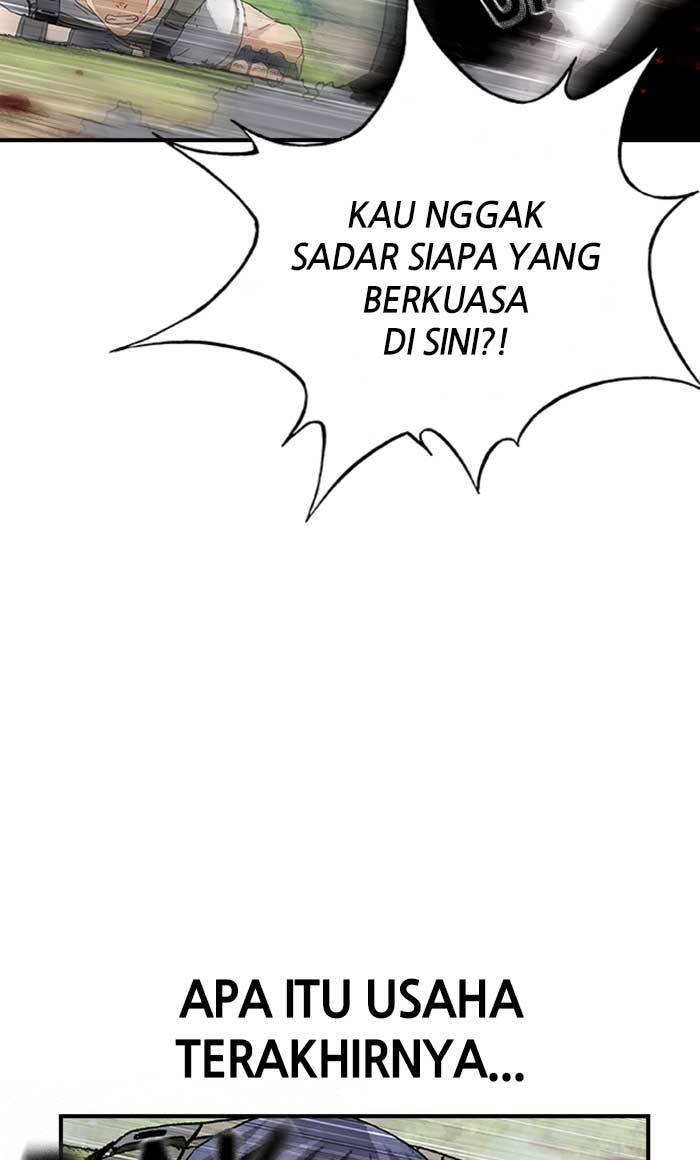 KAU NGGAK
SADAR SIAPA YANG
BERKUASA
DI SINI?!
APA ITU USAHA
TERAKHIRNYA...